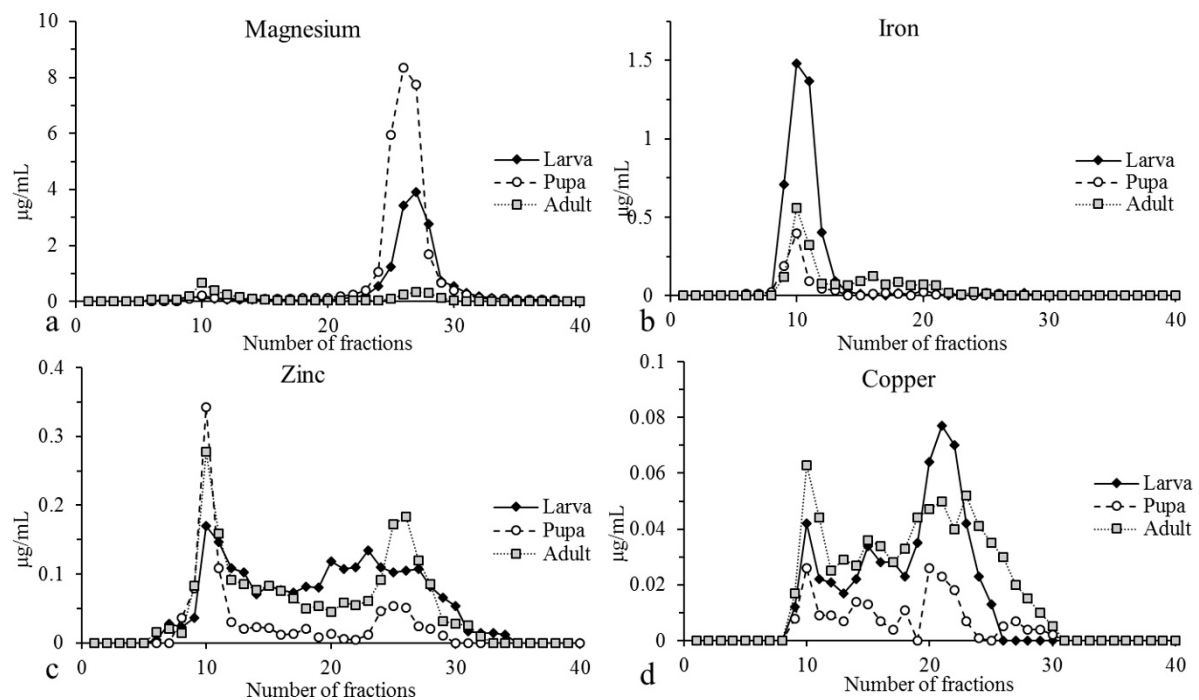 Magnesium
10
8
6
4
2
0
µg/mL
Larva
Pupa
Adult
0 10 20 30 40
Number of fractions
a
Iron
1.5
1
0.5
0
µg/mL
Larva
Pupa
Adult
0 10 20 30 40
Number of fractions
b
Zinc
0.4
0.3
0.2
0.1
0
µg/mL
Larva
Pupa
Adult
0 10 20 30 40
Number of fractions
c
Copper
0.1
0.08
0.06
0.04
0.02
0
µg/mL
Larva
Pupa
Adult
0 10 20 30 40
Number of fractions
d